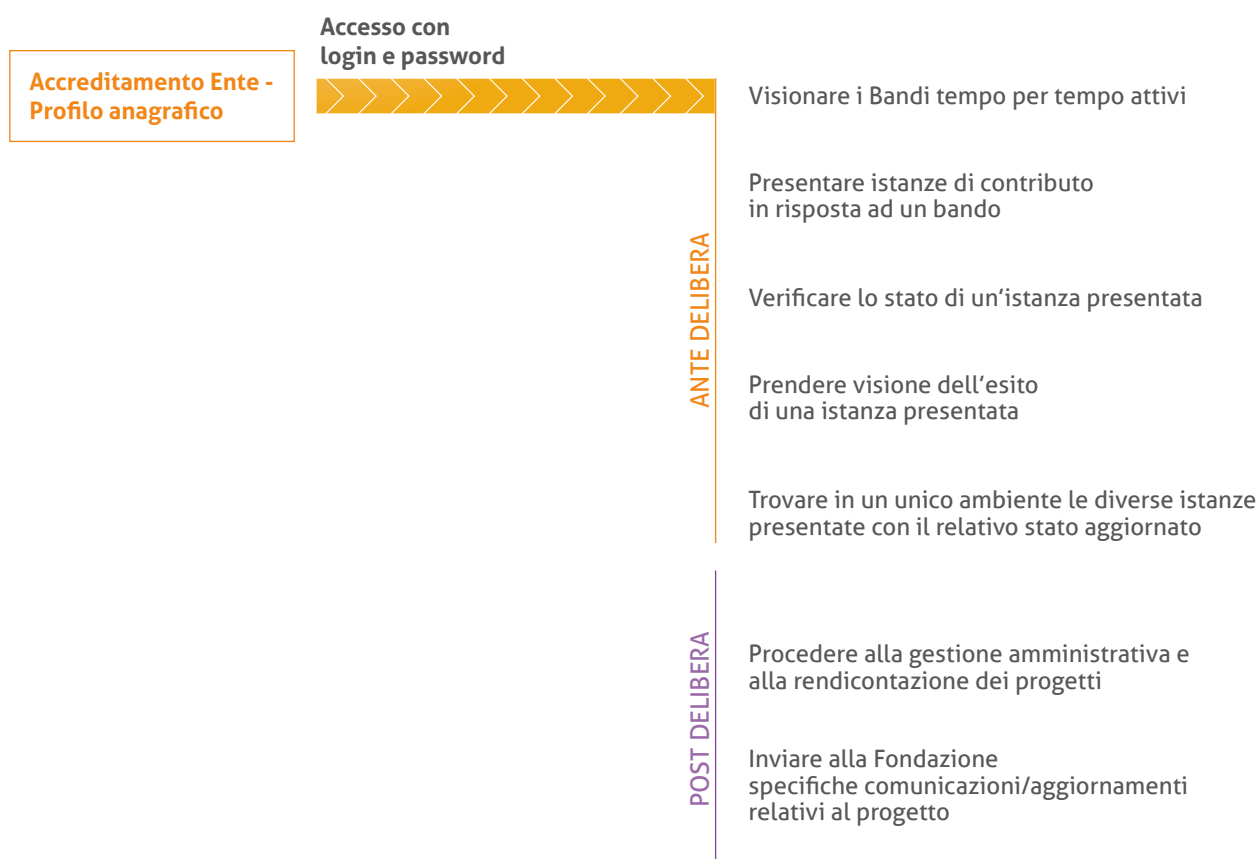 Accesso con
login e password
Accreditamento Ente -
Profilo anagrafico
Visionare i Bandi tempo per tempo attivi
Presentare istanze di contributo
in risposta ad un bando
ANTE DELIBERA
Verificare lo stato di un’istanza presentata
Prendere visione dell’esito
di una istanza presentata
Trovare in un unico ambiente le diverse istanze
presentate con il relativo stato aggiornato
POST DELIBERA
Procedere alla gestione amministrativa e
alla rendicontazione dei progetti
Inviare alla Fondazione
specifiche comunicazioni/aggiornamenti
relativi al progetto